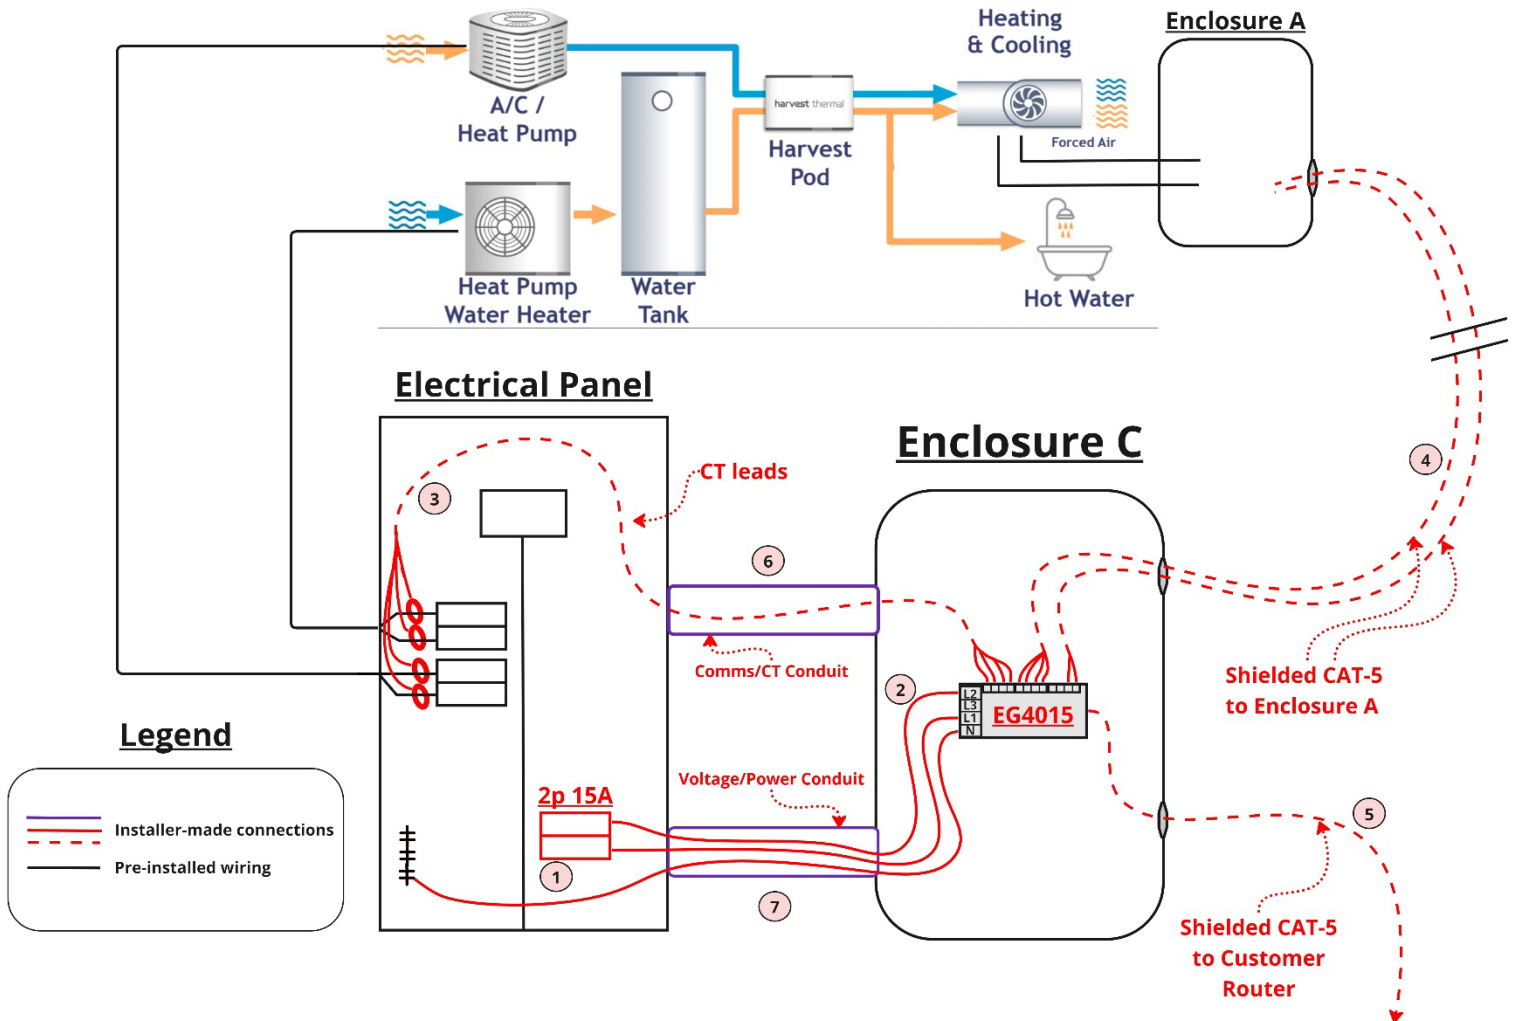 Enclosure A
Heating
& Cooling
A/C /
Heat Pump
harvest thermal
Harvest
Pod
Forced Air
Heat Pump
Water Heater
Water
Tank
Hot Water
Electrical Panel
Enclosure C
CT leads
3
4
6
Comms/CT Conduit
2
L2
L3
L1
N
EG4015
Shielded CAT-5
to Enclosure A
Legend
Installer-made connections
Pre-installed wiring
2p 15A
1
Voltage/Power Conduit
7
5
Shielded CAT-5
to Customer
Router